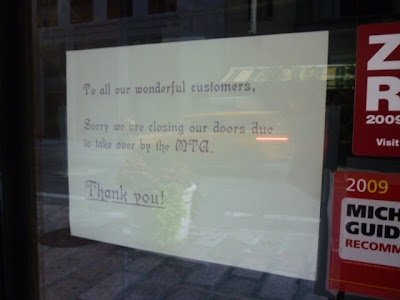 To all our wonderful customers,
Sorry we are closing our doors due
to take over by the MTA.
Thank you!
Z
R
2009
Visit
2009
MICH
GUID
RECOMM